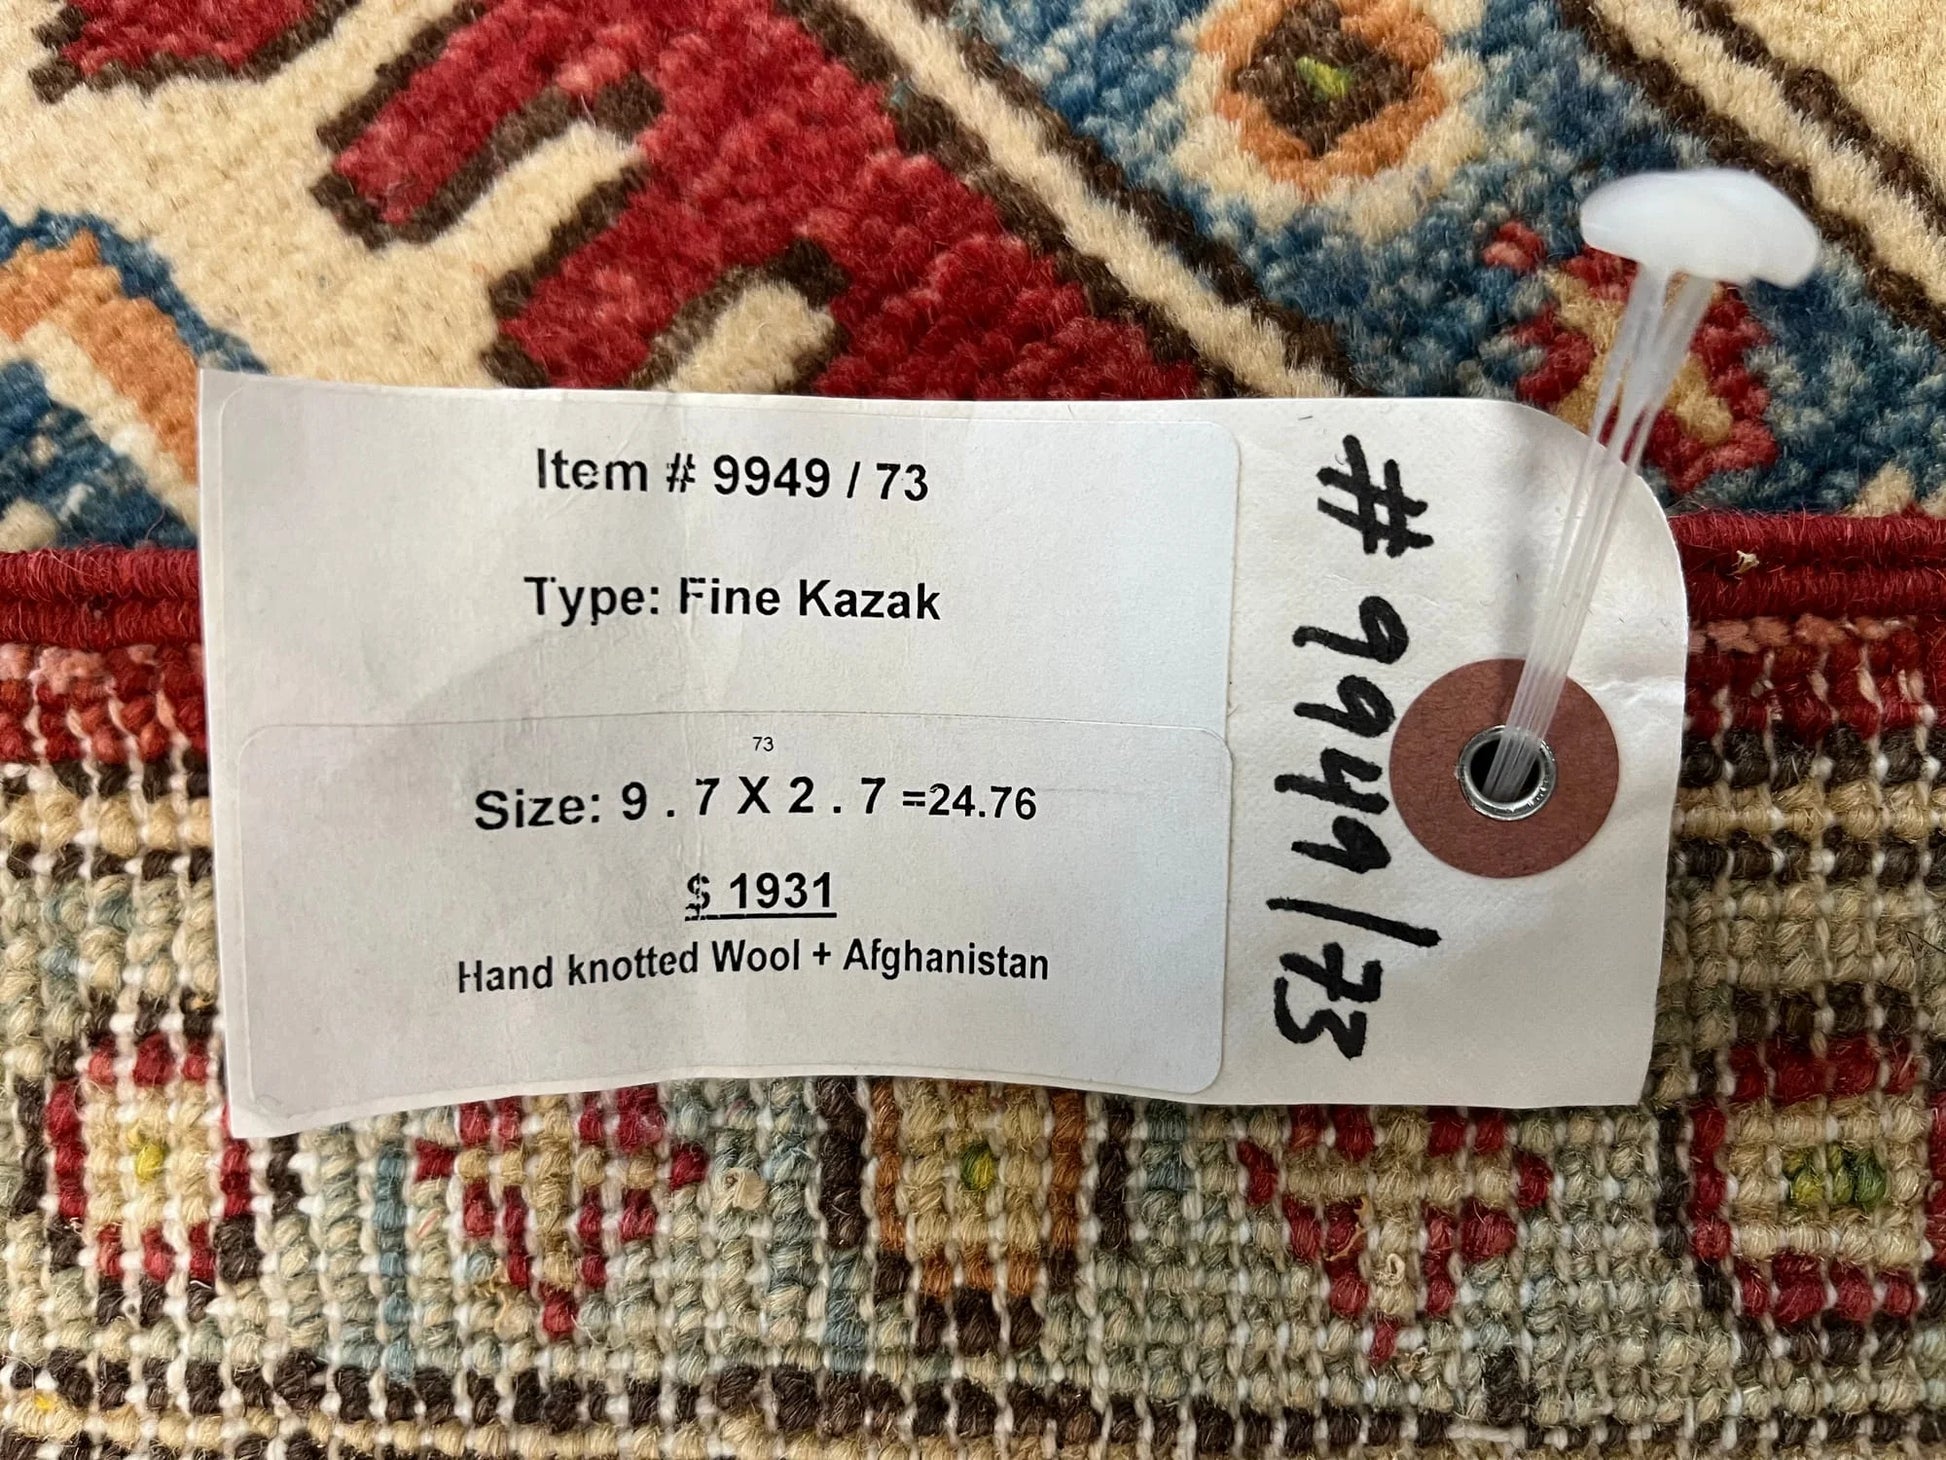 Item # 9949 / 73
Type: Fine Kazak
73
Size: 9 . 7 X 2 . 7 =24.76
$ 1931
Hand knotted Wool + Afghanistan
# 9949/73